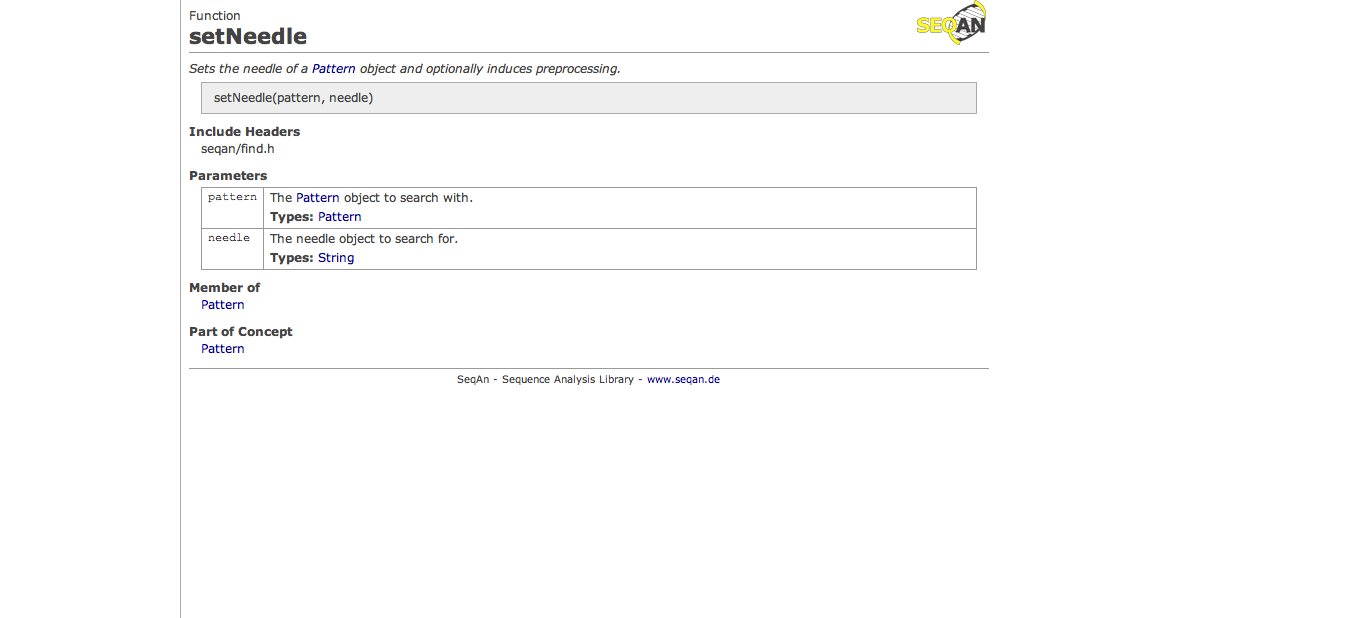 Function
SEQAN
setNeedle
Sets the needle of a Pattern object and optionally induces preprocessing.
setNeedle(pattern, needle)
Include Headers
seqan/find.h
Parameters
pattern The Pattern object to search with.
Types: Pattern
needle The needle object to search for.
Types: String
Member of
Pattern
Part of Concept
Pattern
SeqAn - Sequence Analysis Library - www.seqan.de